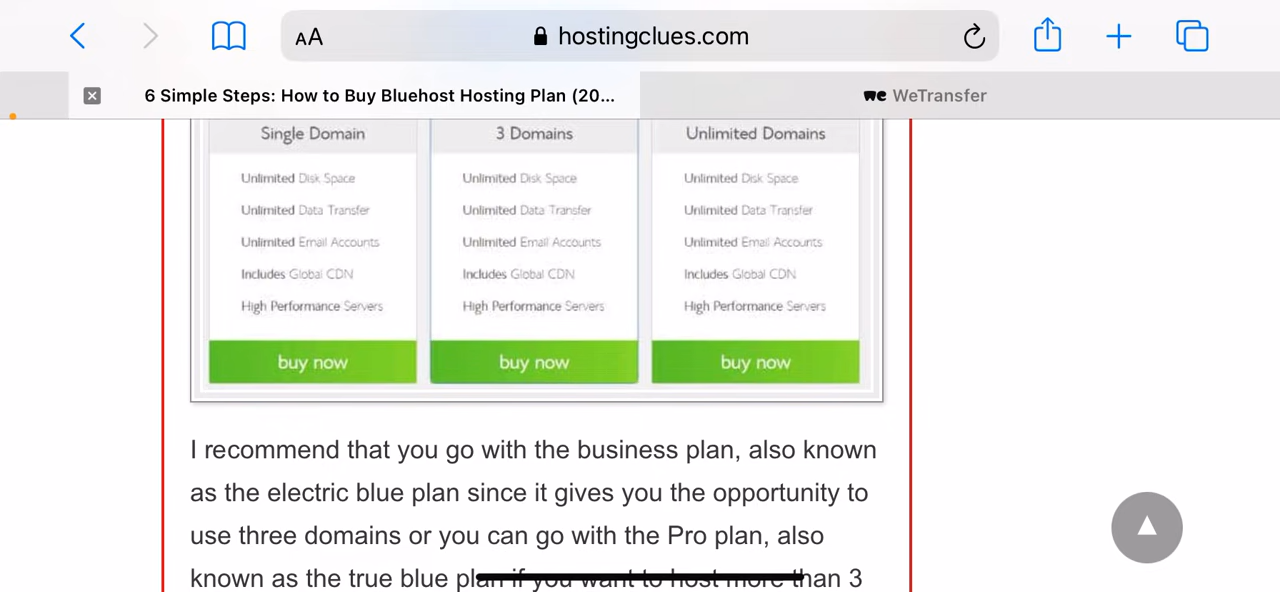 AA
hostingclues.com
6 Simple Steps: How to Buy Bluehost Hosting Plan (20...
WeTransfer
Single Domain
Unlimited Disk Space
Unlimited Data Transfer
Unlimited Email Accounts
Includes Global CDN
High Performance Servers
buy now
3 Domains
Unlimited Disk Space
Unlimited Data Transfer
Unlimited Email Accounts
Includes Global CDN
High Performance Servers
buy now
Unlimited Domains
Unlimited Disk Space
Unlimited Data Transfer
Unlimited Email Accounts
Includes Global CDN
High Performance Servers
buy now
I recommend that you go with the business plan, also known
as the electric blue plan since it gives you the opportunity to
use three domains or you can go with the Pro plan, also
known as the true blue plan if you want to host more than 3